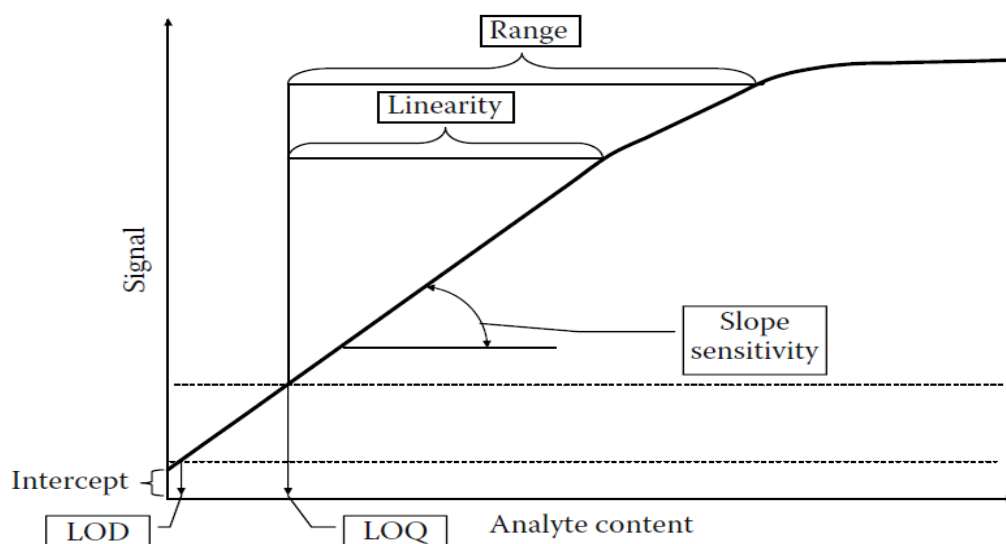 Range
Linearity
Signal
Slope
sensitivity
Intercept
LOD
LOQ
Analyte content